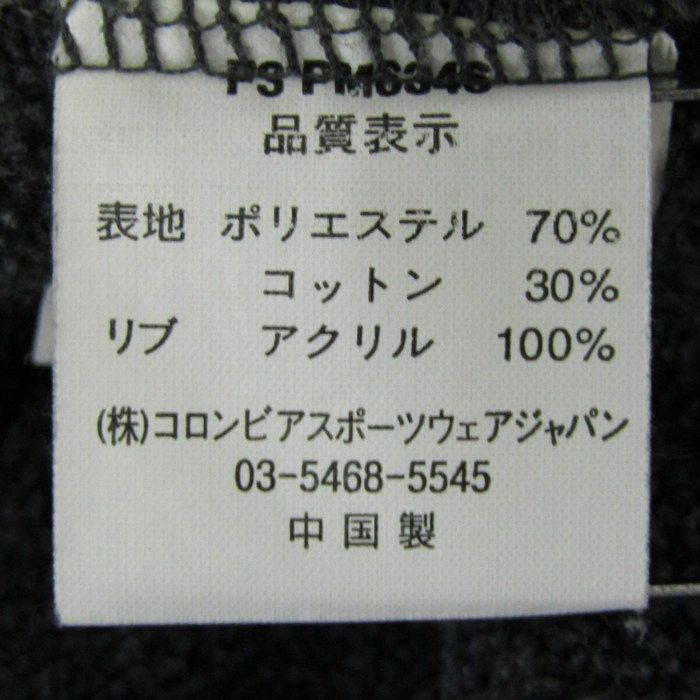 PS PM6346
品質表示
表地 ポリエステル 70%
コットン 30%
リブ アクリル 100%
(株)コロンビアスポーツウェアジャパン
03-5468-5545
中国製